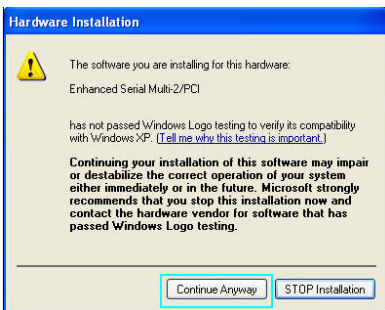 Hardware Installation
The software you are installing for this hardware:
Enhanced Serial Multi-2/PCI
has not passed Windows Logo testing to verify its compatibility
with Windows XP. (Tell me why this testing is important.)
Continuing your installation of this software may impair
or destabilize the correct operation of your system
either immediately or in the future. Microsoft strongly
recommends that you stop this installation now and
contact the hardware vendor for software that has
passed Windows Logo testing.
Continue Anyway
STOP Installation